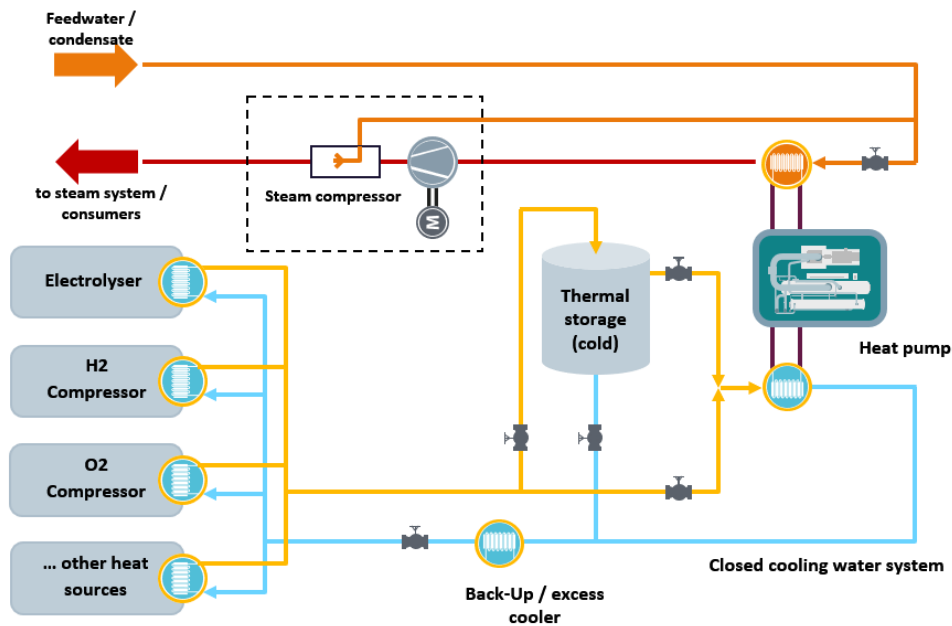 Feedwater /
condensate
Steam compressor
to steam system /
consumers
M
Electrolyser
Thermal
storage
(cold)
Heat pump
H2
Compressor
O2
Compressor
... other heat
sources
Closed cooling water system
Back-Up / excess
cooler